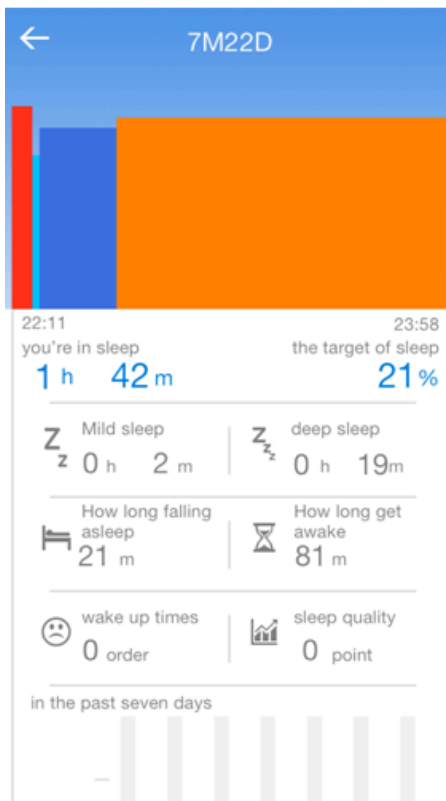 7M22D
22:11 23:58
you're in sleep the target of sleep
1 h 42 m 21 %
Mild sleep deep sleep
0 h 2 m 0 h 19m
How long falling asleep
21 m
How long get awake
81 m
wake up times sleep quality
0 order 0 point
in the past seven days